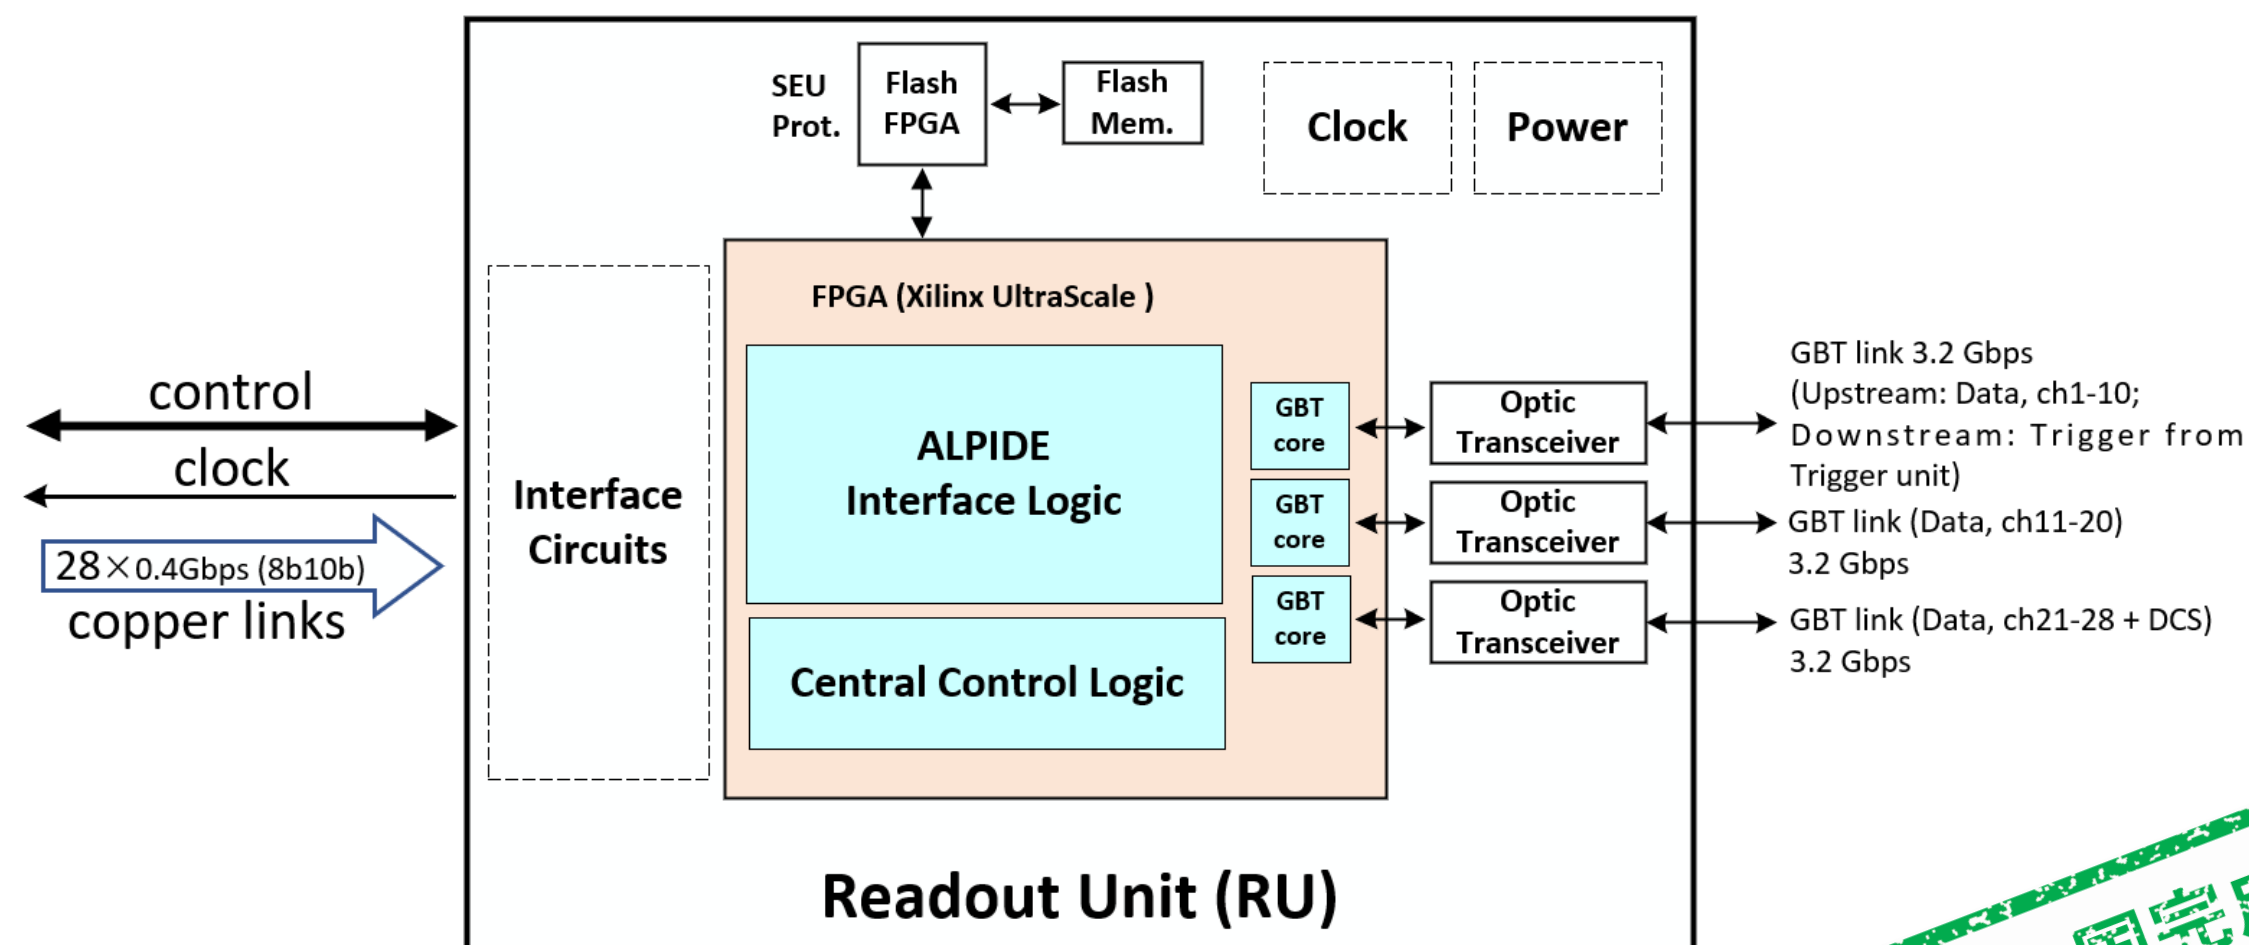 SEU
Prot.
Flash
FPGA
Flash
Mem.
Clock
Power
FPGA (Xilinx UltraScale )
control
clock
28×0.4Gbps (8b10b)
copper links
Interface
Circuits
ALPIDE
Interface Logic
Central Control Logic
GBT
core
GBT
core
GBT
core
Optic
Transceiver
Optic
Transceiver
Optic
Transceiver
GBT link 3.2 Gbps
(Upstream: Data, ch1-10;
Downstream: Trigger from
Trigger unit)
GBT link (Data, ch11-20)
3.2 Gbps
GBT link (Data, ch21-28 + DCS)
3.2 Gbps
Readout Unit (RU)